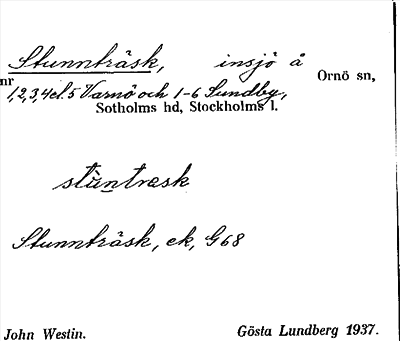 Stunnträsk, insjö å
Ornö sn,
nr 1,2,3,4 el. 5 Varnö och 1-6 Sundby,
Sotholms hd, Stockholms l.
stùntrask
Stunnträsk, ek, G68
John Westin. Gösta Lundberg 1937.